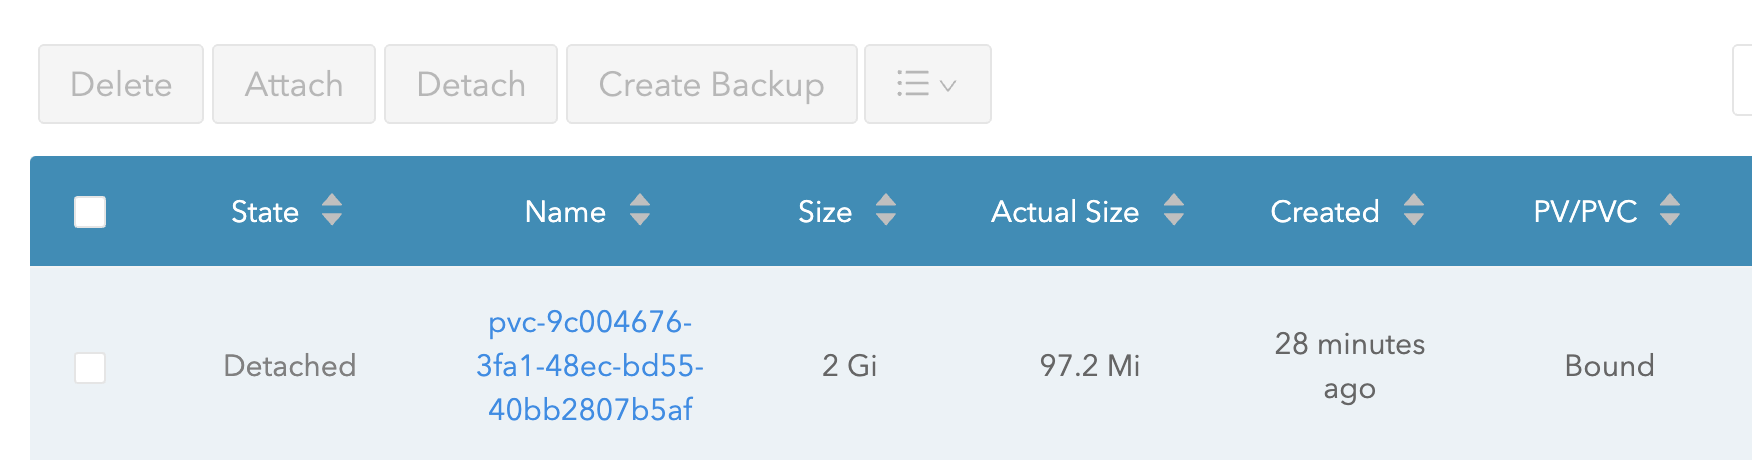 Delete Attach Detach Create Backup
State Name Size Actual Size Created PV/PVC
pvc-9c004676-
3fa1-48ec-bd55-
40bb2807b5af
Detached 2 Gi 97.2 Mi 28 minutes
ago Bound